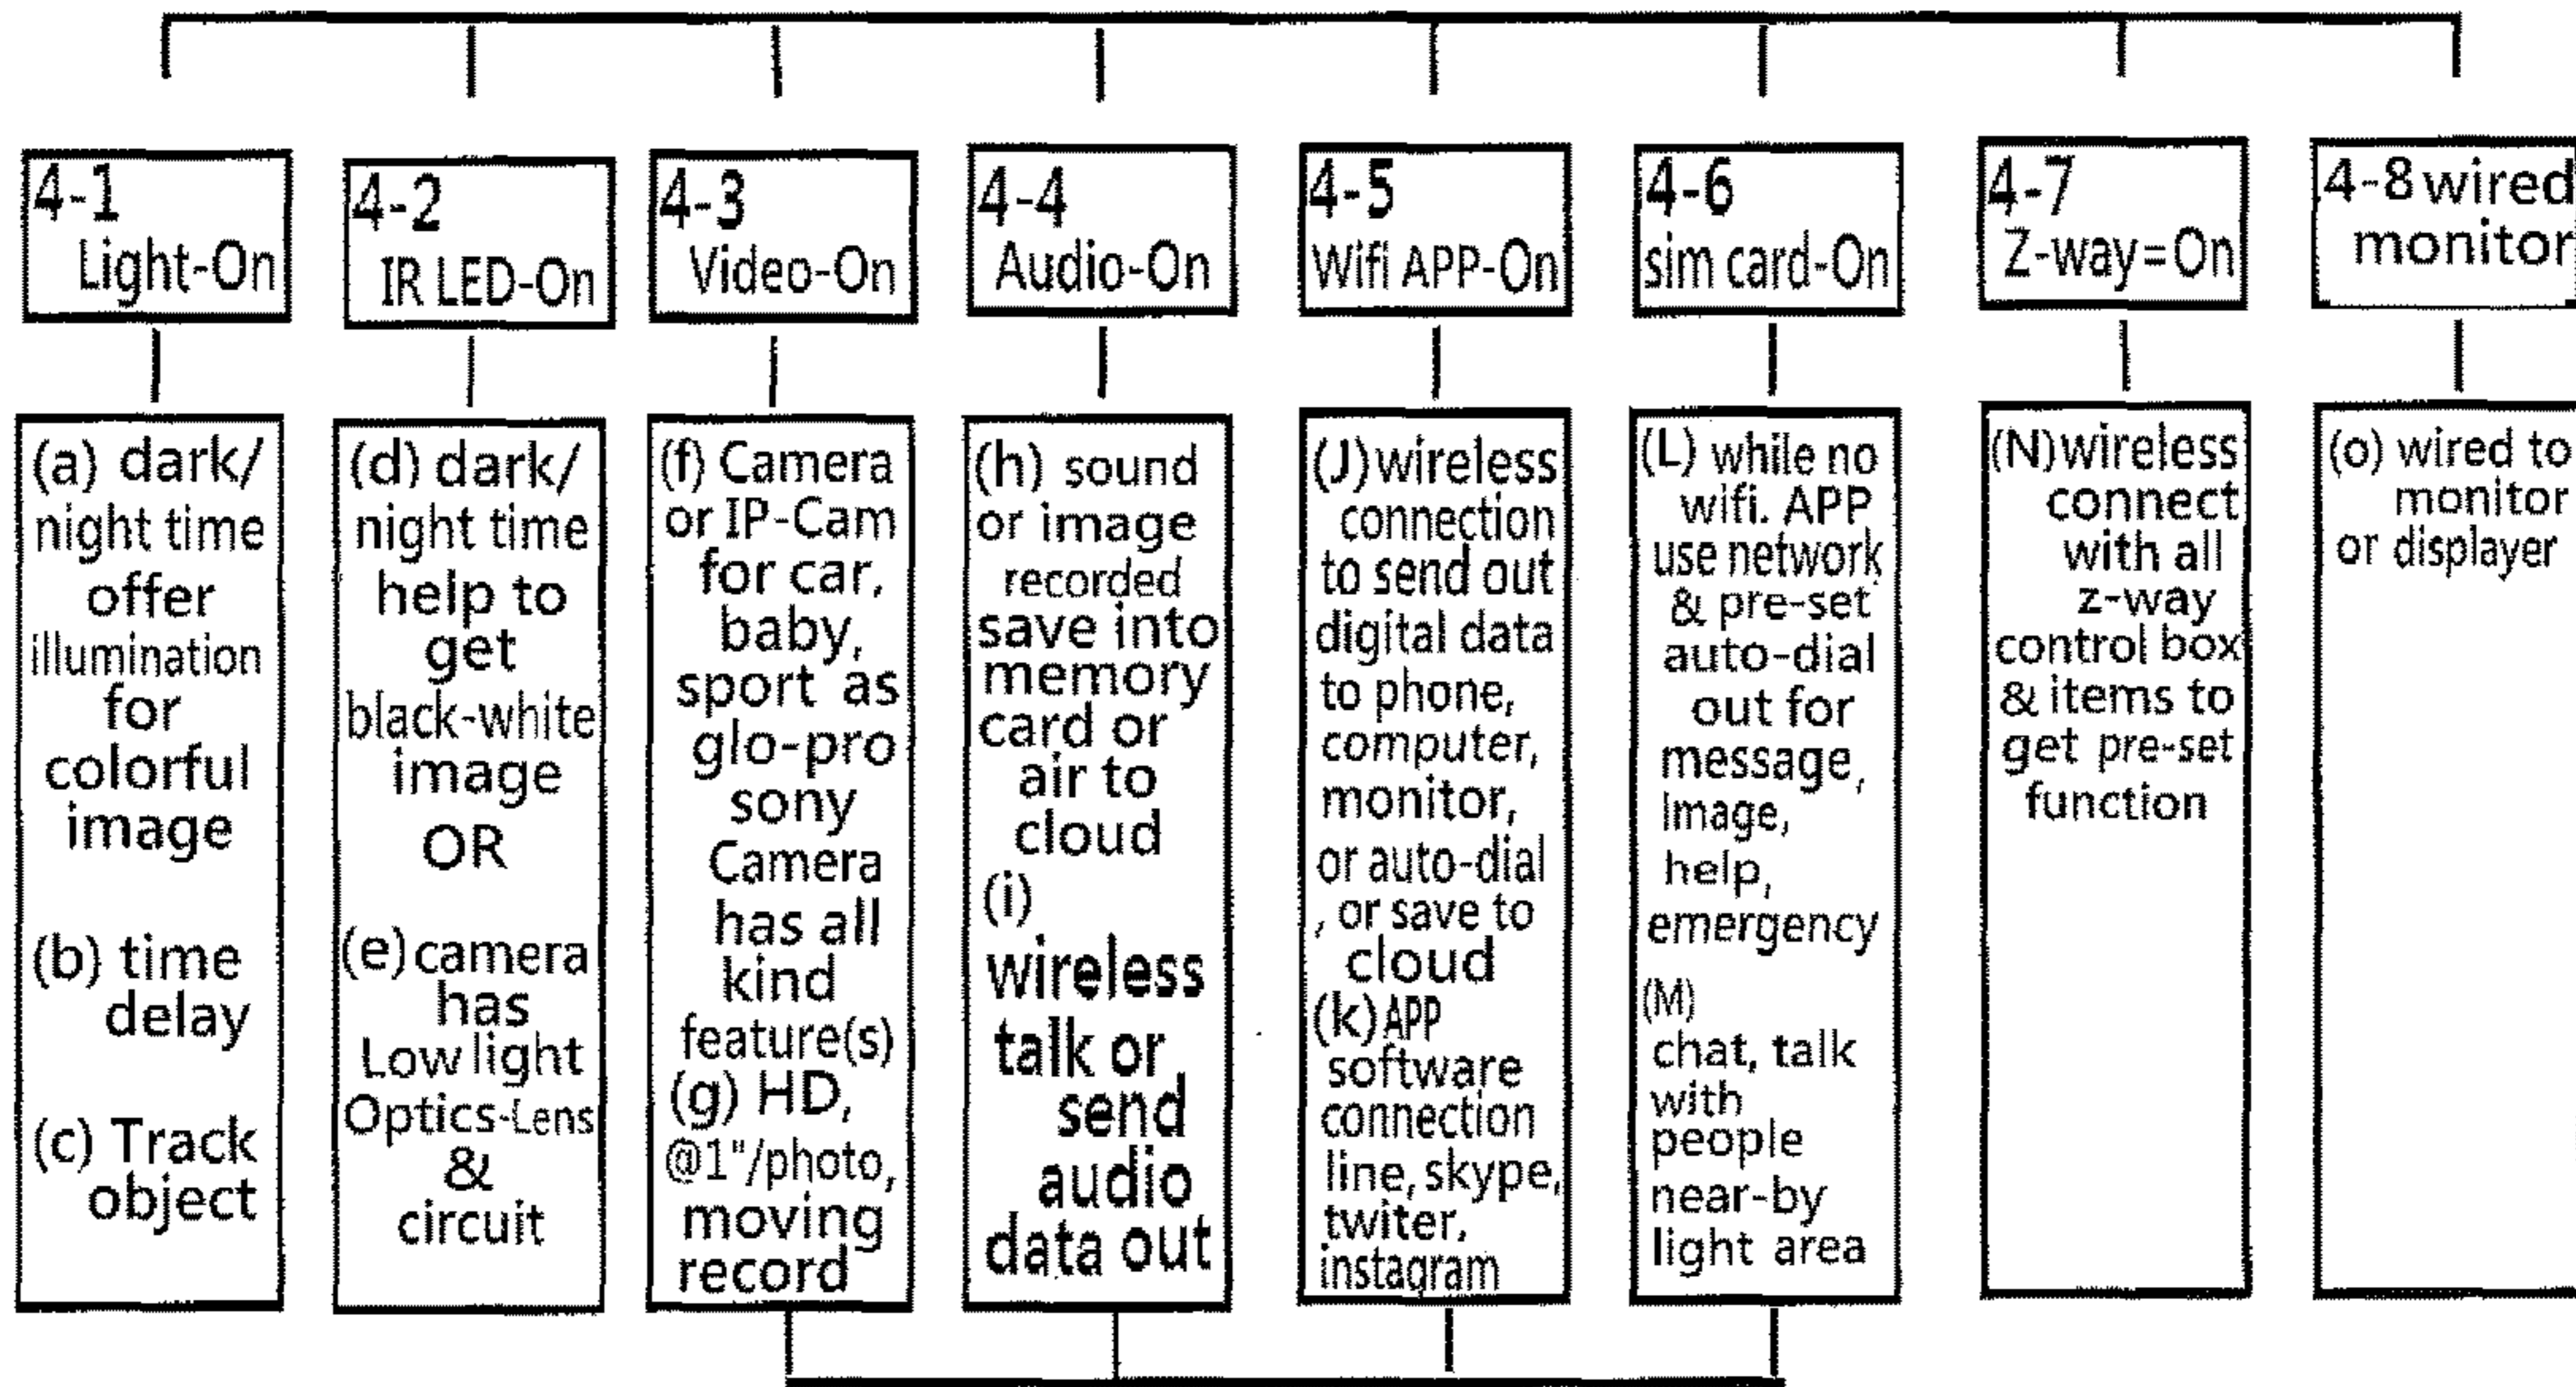 4-1
Light-On
4-2
IR LED-On
4-3
Video-On
4-4
Audio-On
4-5
Wifi APP-On
4-6
sim card-On
4-7
Z-way=On
4-8 wired
monitor
(a) dark/
night time
offer
illumination
for
colorful
image
(b) time
delay
(c) Track
object
(d) dark/
night time
help to
get
black-white
image
OR
(e) camera
has
Low light
Optics-Lens
&
circuit
(f) Camera
or IP-Cam
for car,
baby,
sport as
glo-pro
sony
Camera
has all
kind
feature(s)
(g) HD,
@1"/photo,
moving
record
(h) sound
or image
recorded
save into
memory
card or
air to
cloud
(i)
wireless
talk or
send
audio
data out
(J) wireless
connection
to send out
digital data
to phone,
computer,
monitor,
or auto-dial
, or save to
cloud
(k) APP
software
connection
line, skype,
twiter,
instagram
(L) while no
wifi. APP
use network
& pre-set
auto-dial
out for
message,
Image,
help,
emergency
(M)
chat, talk
with
people
near-by
light area
(N) wireless
connect
with all
z-way
control box
& items to
get pre-set
function
(o) wired to
monitor
or displayer